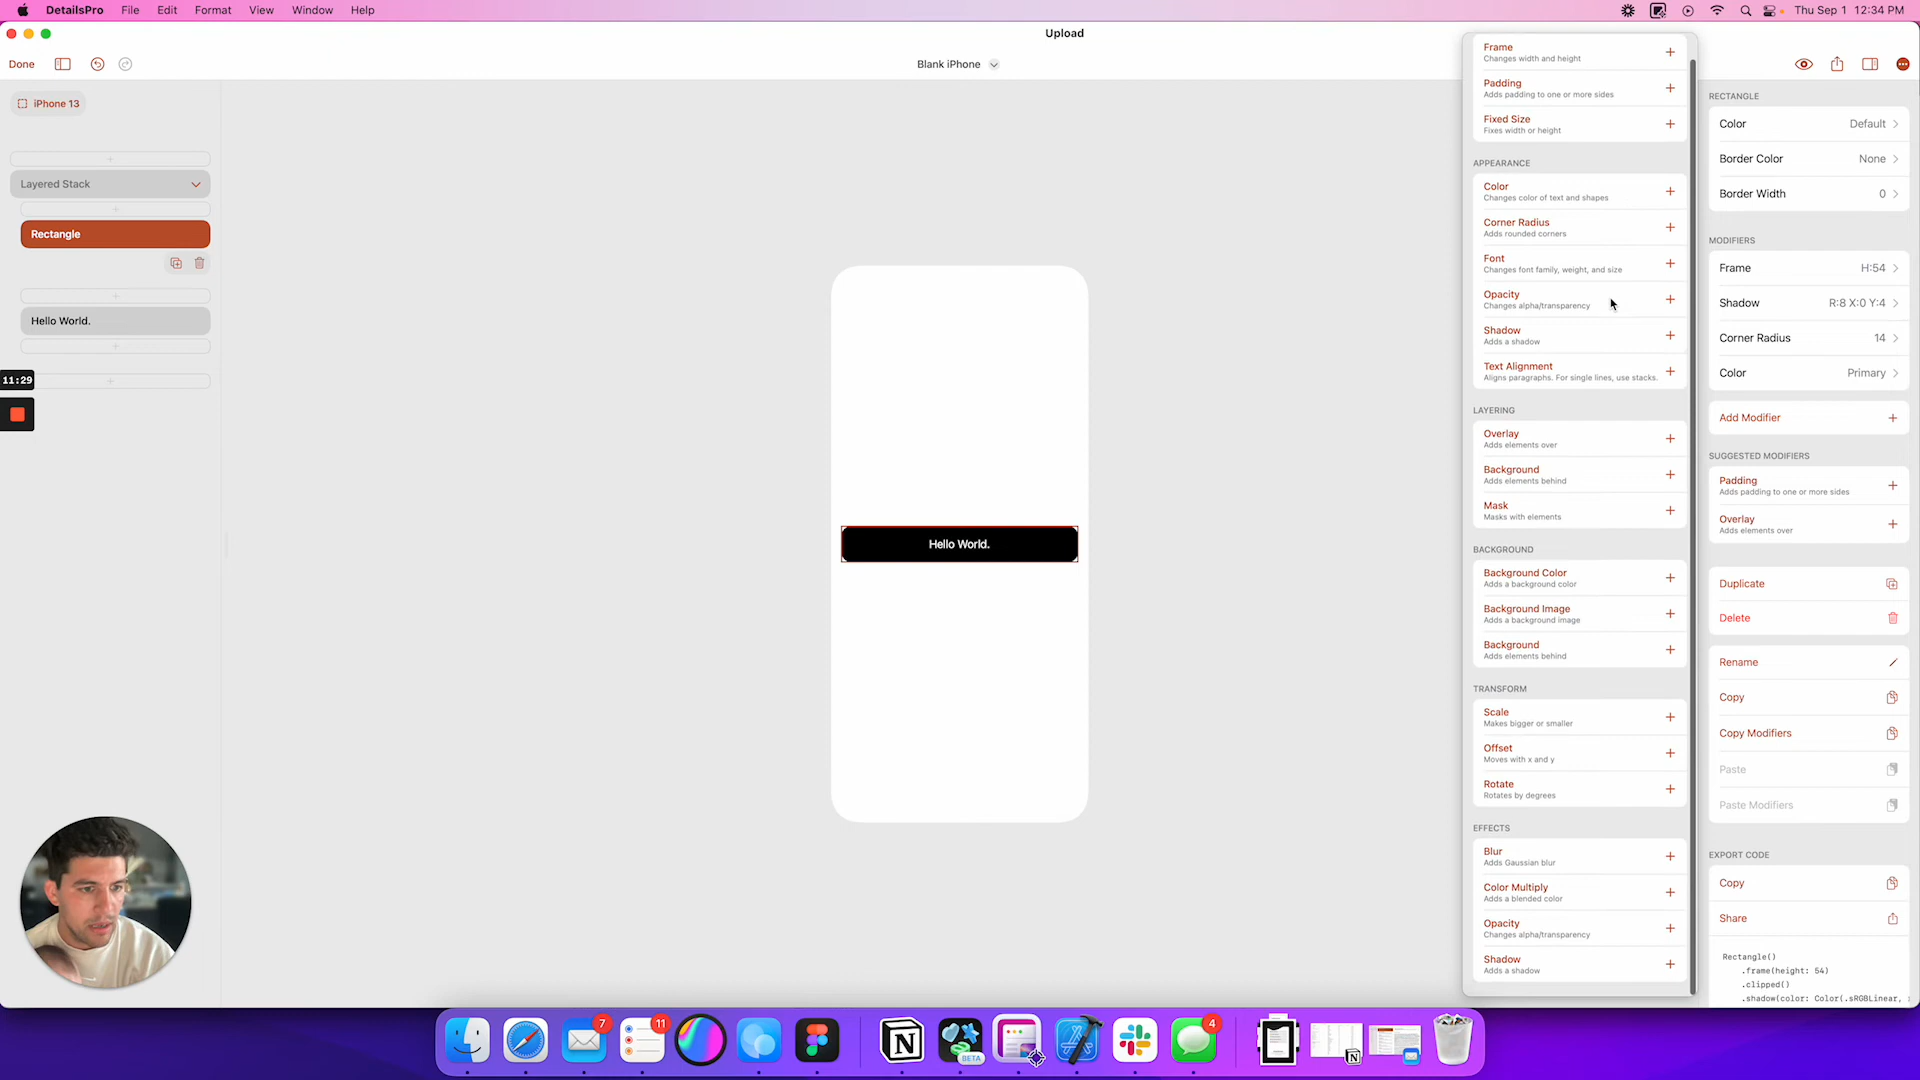 DetailsPro File Edit Format View Window Help
Thu Sep 1 12:34 PM
Upload
Done
Blank iPhone
iPhone 13
Layered Stack
Rectangle
Hello World.
11:29
Hello World.
Frame
Changes width and height
Padding
Adds padding to one or more sides
Fixed Size
Fixes width or height
APPEARANCE
Color
Changes color of text and shapes
Corner Radius
Adds rounded corners
Font
Changes font family, weight, and size
Opacity
Changes alpha/transparency
Shadow
Adds a shadow
Text Alignment
Aligns paragraphs. For single lines, use stacks.
LAYERING
Overlay
Adds elements over
Background
Adds elements behind
Mask
Masks with elements
BACKGROUND
Background Color
Adds a background color
Background Image
Adds a background image
Background
Adds elements behind
TRANSFORM
Scale
Makes bigger or smaller
Offset
Moves with x and y
Rotate
Rotates by degrees
EFFECTS
Blur
Adds Gaussian blur
Color Multiply
Adds a blended color
Opacity
Changes alpha/transparency
Shadow
Adds a shadow
RECTANGLE
Color Default
Border Color None
Border Width 0
MODIFIERS
Frame H:54
Shadow R:8 X:0 Y:4
Corner Radius 14
Color Primary
Add Modifier
SUGGESTED MODIFIERS
Padding
Adds padding to one or more sides
Overlay
Adds elements over
Duplicate
Delete
Rename
Copy
Copy Modifiers
Paste
Paste Modifiers
EXPORT CODE
Copy
Share
Rectangle()
.frame(height: 54)
.clipped()
.shadow(color: Color(.sRGBLinear,
7
11
BETA
4